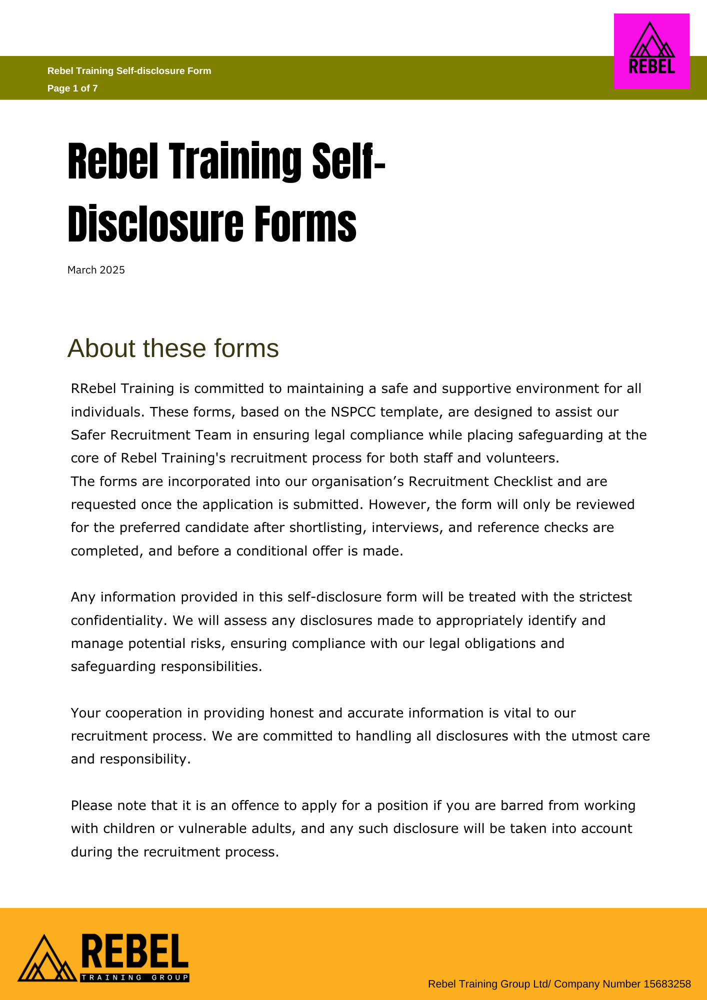 REBEL
Rebel Training Self-disclosure Form
Page 1 of 7
Rebel Training Self-
Disclosure Forms
March 2025
About these forms
RRebel Training is committed to maintaining a safe and supportive environment for all
individuals. These forms, based on the NSPCC template, are designed to assist our
Safer Recruitment Team in ensuring legal compliance while placing safeguarding at the
core of Rebel Training's recruitment process for both staff and volunteers.
The forms are incorporated into our organisation’s Recruitment Checklist and are
requested once the application is submitted. However, the form will only be reviewed
for the preferred candidate after shortlisting, interviews, and reference checks are
completed, and before a conditional offer is made.
Any information provided in this self-disclosure form will be treated with the strictest
confidentiality. We will assess any disclosures made to appropriately identify and
manage potential risks, ensuring compliance with our legal obligations and
safeguarding responsibilities.
Your cooperation in providing honest and accurate information is vital to our
recruitment process. We are committed to handling all disclosures with the utmost care
and responsibility.
Please note that it is an offence to apply for a position if you are barred from working
with children or vulnerable adults, and any such disclosure will be taken into account
during the recruitment process.
REBEL
TRAINING GROUP
Rebel Training Group Ltd/ Company Number 15683258